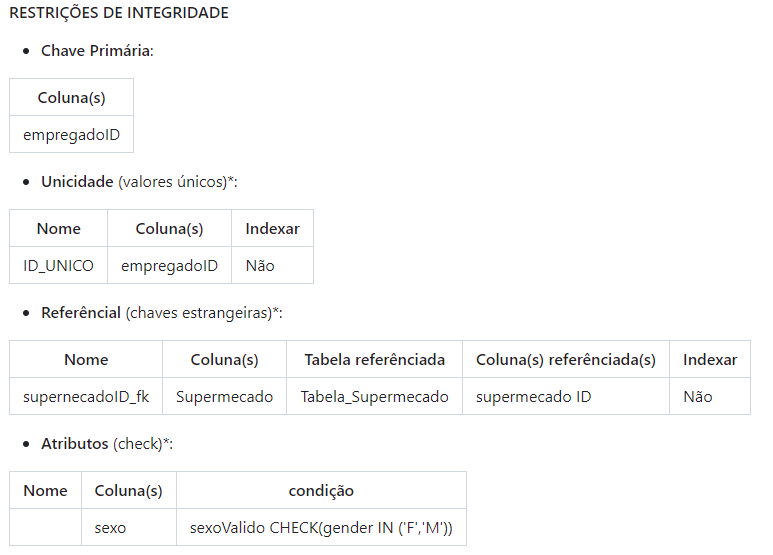 RESTRIÇÕES DE INTEGRIDADE
Chave Primária:
Coluna(s)
empregadoID
Unicidade (valores únicos)*:
Nome Coluna(s) Indexar
ID_UNICO empregadoID Não
Referêncial (chaves estrangeiras)*:
Nome Coluna(s) Tabela referênciada Coluna(s) referênciada(s) Indexar
supernecadoID_fk Supermecado Tabela_Supermecado supermecado ID Não
Atributos (check)*:
Nome Coluna(s) condição
sexo sexoValido CHECK(gender IN ('F','M'))